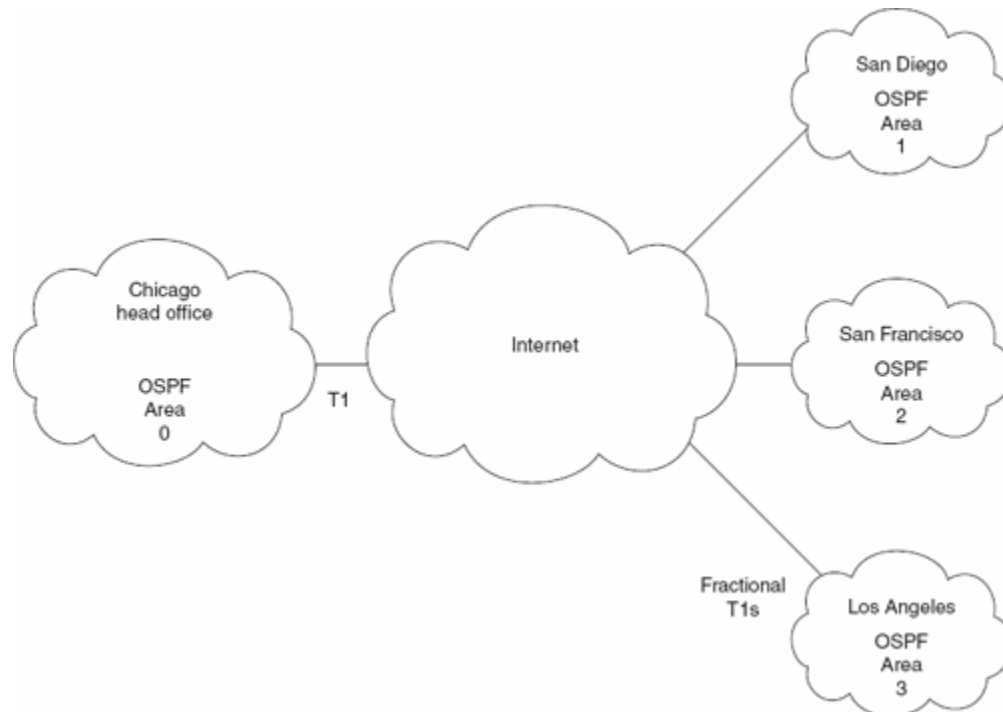 Chicago
head office
OSPF
Area
0
T1
Internet
San Diego
OSPF
Area
1
San Francisco
OSPF
Area
2
Fractional
T1s
Los Angeles
OSPF
Area
3